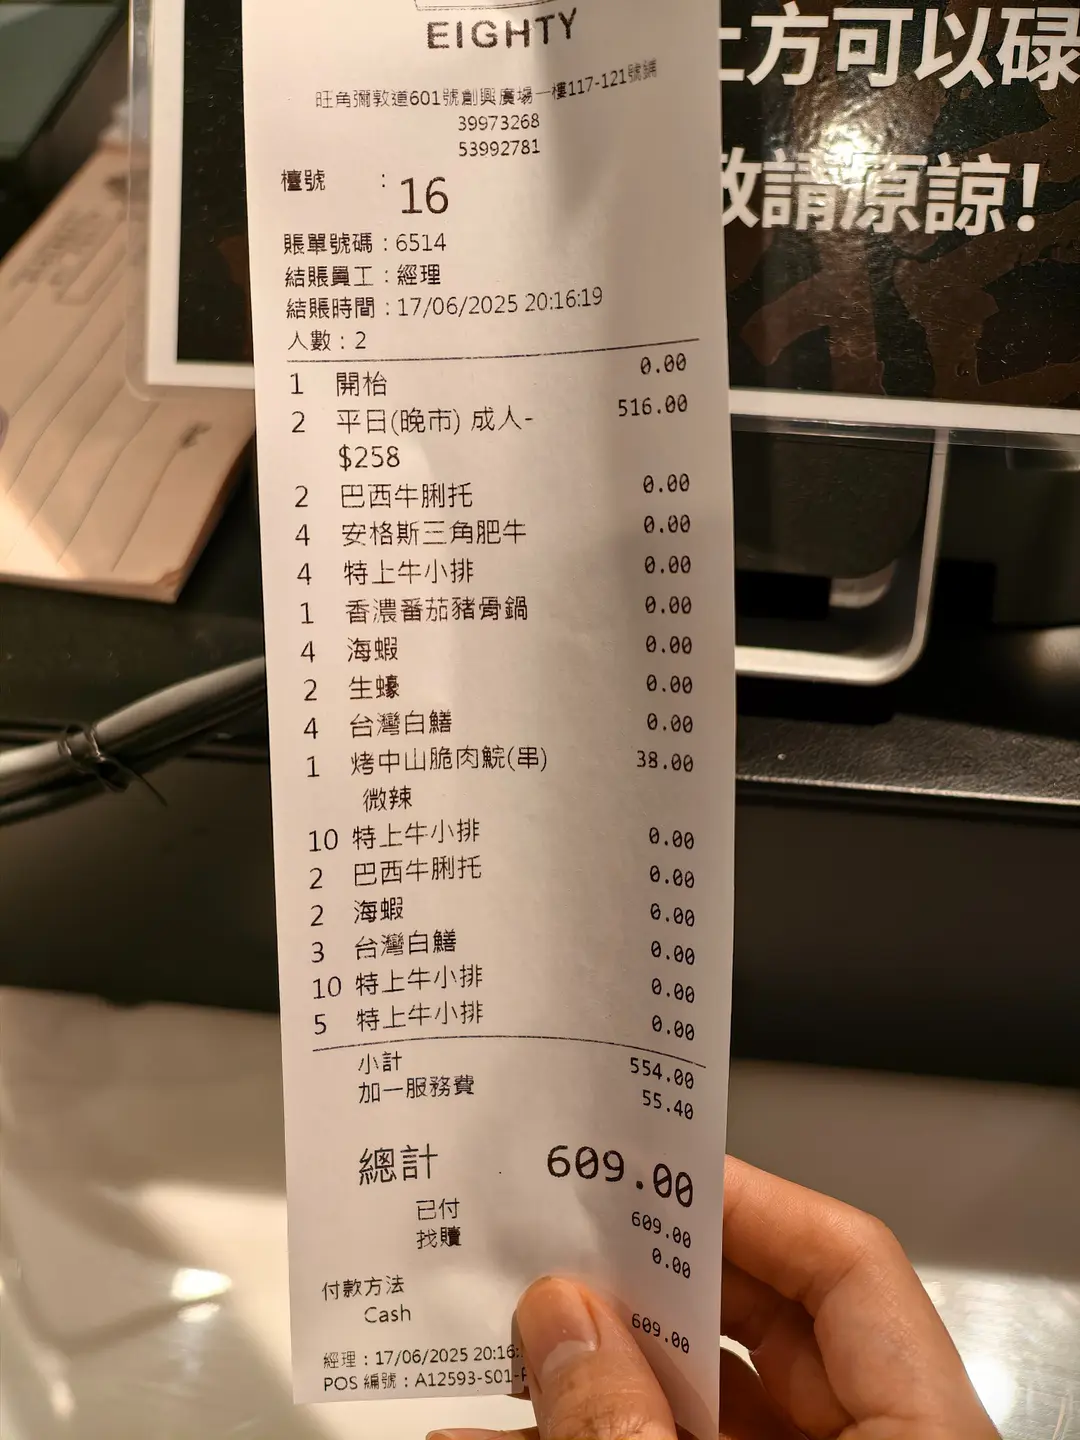 EIGHTY
旺角彌敦道601號創興廣場一樓117-121號舖
39973268
53992781
檯號 : 16
賬單號碼 : 6514
結賬員工 : 經理
結賬時間 : 17/06/2025 20:16:19
人數 : 2
1 開枱 0.00
2 平日(晚市) 成人- 516.00
$258
2 巴西牛脷托 0.00
4 安格斯三角肥牛 0.00
4 特上牛小排 0.00
1 香濃番茄豬骨鍋 0.00
4 海蝦 0.00
2 生蠔 0.00
4 台灣白鱔 0.00
1 烤中山脆肉鯇(串) 38.00
微辣
10 特上牛小排 0.00
2 巴西牛脷托 0.00
2 海蝦 0.00
3 台灣白鱔 0.00
10 特上牛小排 0.00
5 特上牛小排 0.00
小計 554.00
加一服務費 55.40
總計 609.00
已付 609.00
找贖 0.00
付款方法
Cash 609.00
經理 : 17/06/2025 20:16:
POS 編號 : A12593-S01-
上方可以碌
敬請原諒!